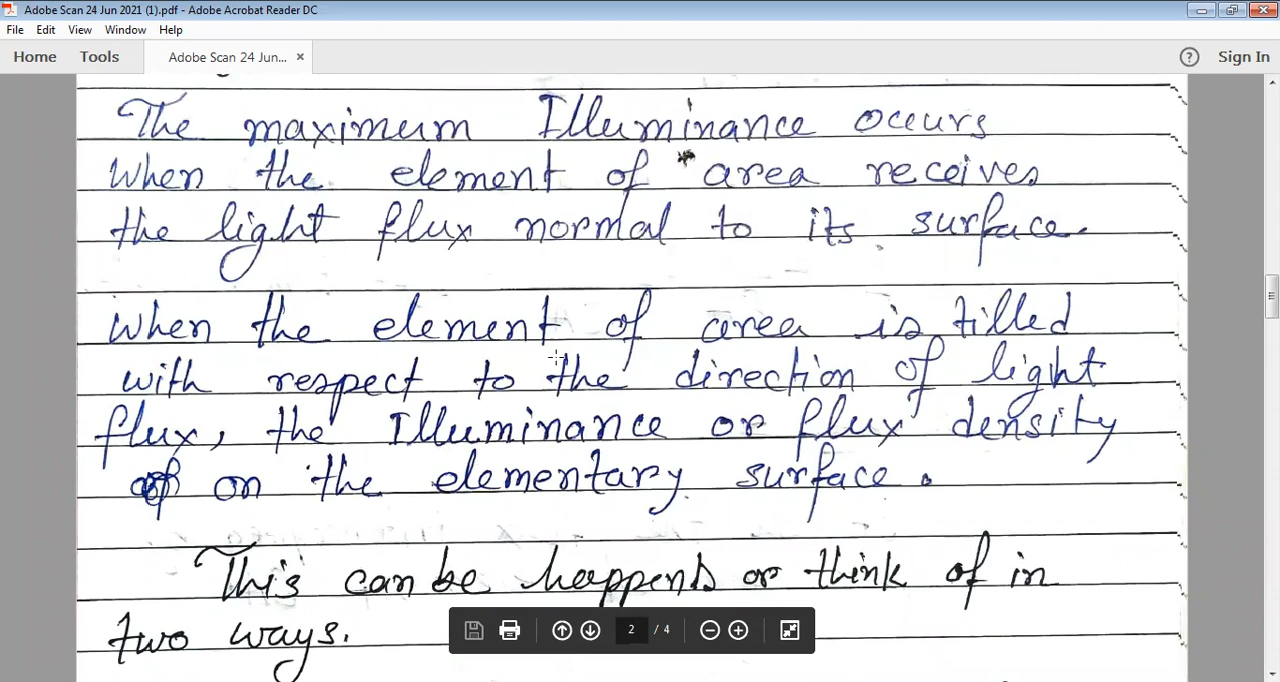 Adobe Scan 24 Jun 2021 (1).pdf - Adobe Acrobat Reader DC
File Edit View Window Help
Home Tools Adobe Scan 24 Jun... × ? Sign In
The maximum Illuminance occurs
when the element of area receives
the light flux normal to its surface.
When the element of area is tilled
with respect to the direction of light
flux, the Illuminance or flux density
on the elementary surface.
This can be happens or think of in
two ways.
2 / 4